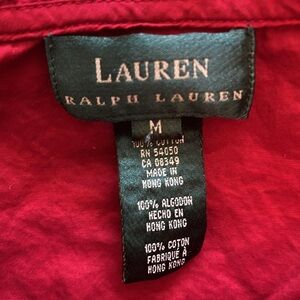 LAUREN
RALPH LAUREN
M
100% COTTON
RN 54050
CA 08349
MADE IN
HONG KONG
100% ALGODON
HECHO EN
HONG KONG
100% COTON
FABRIQUÉ À
HONG KONG